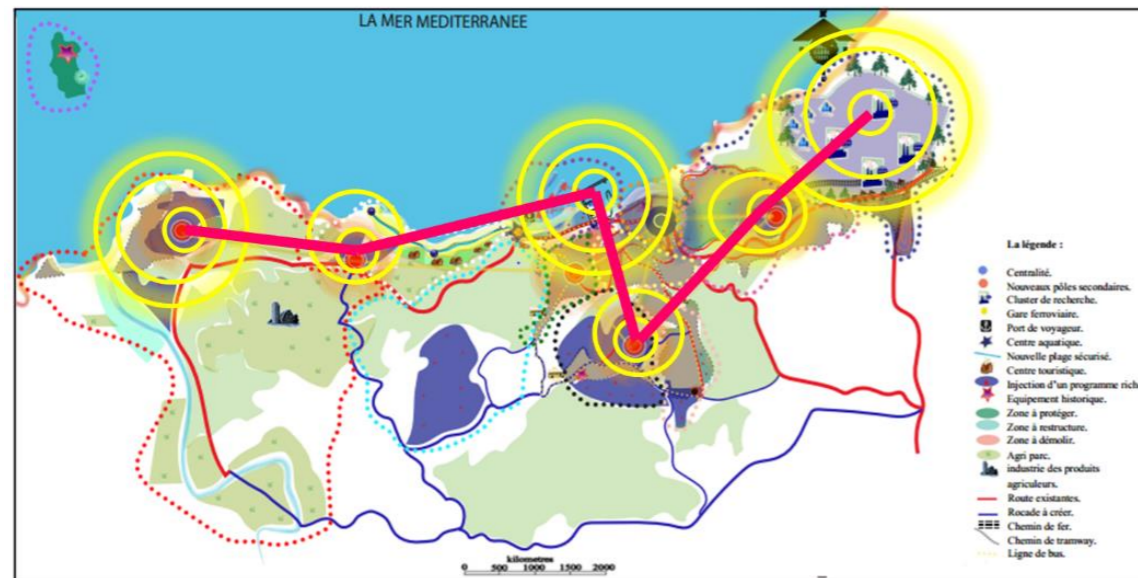 LA MER MEDITERRANEE
La légende :
Centralité.
Nouveaux pôles secondaires.
Cluster de recherche.
Gare ferroviaire.
Port de voyageur.
Centre aquatique.
Nouvelle plage sécurisé.
Centre touristique.
Injection d'un programme rich
Equipement historique.
Zone à protéger.
Zone à restructure.
Zone à démolir.
Agri parc.
industrie des produits
agriculeurs.
Route existantes.
Rocade à créer.
Chemin de fer.
Chemin de tramway.
Ligne de bus.
kilometres
0 500 1000 1500 2000